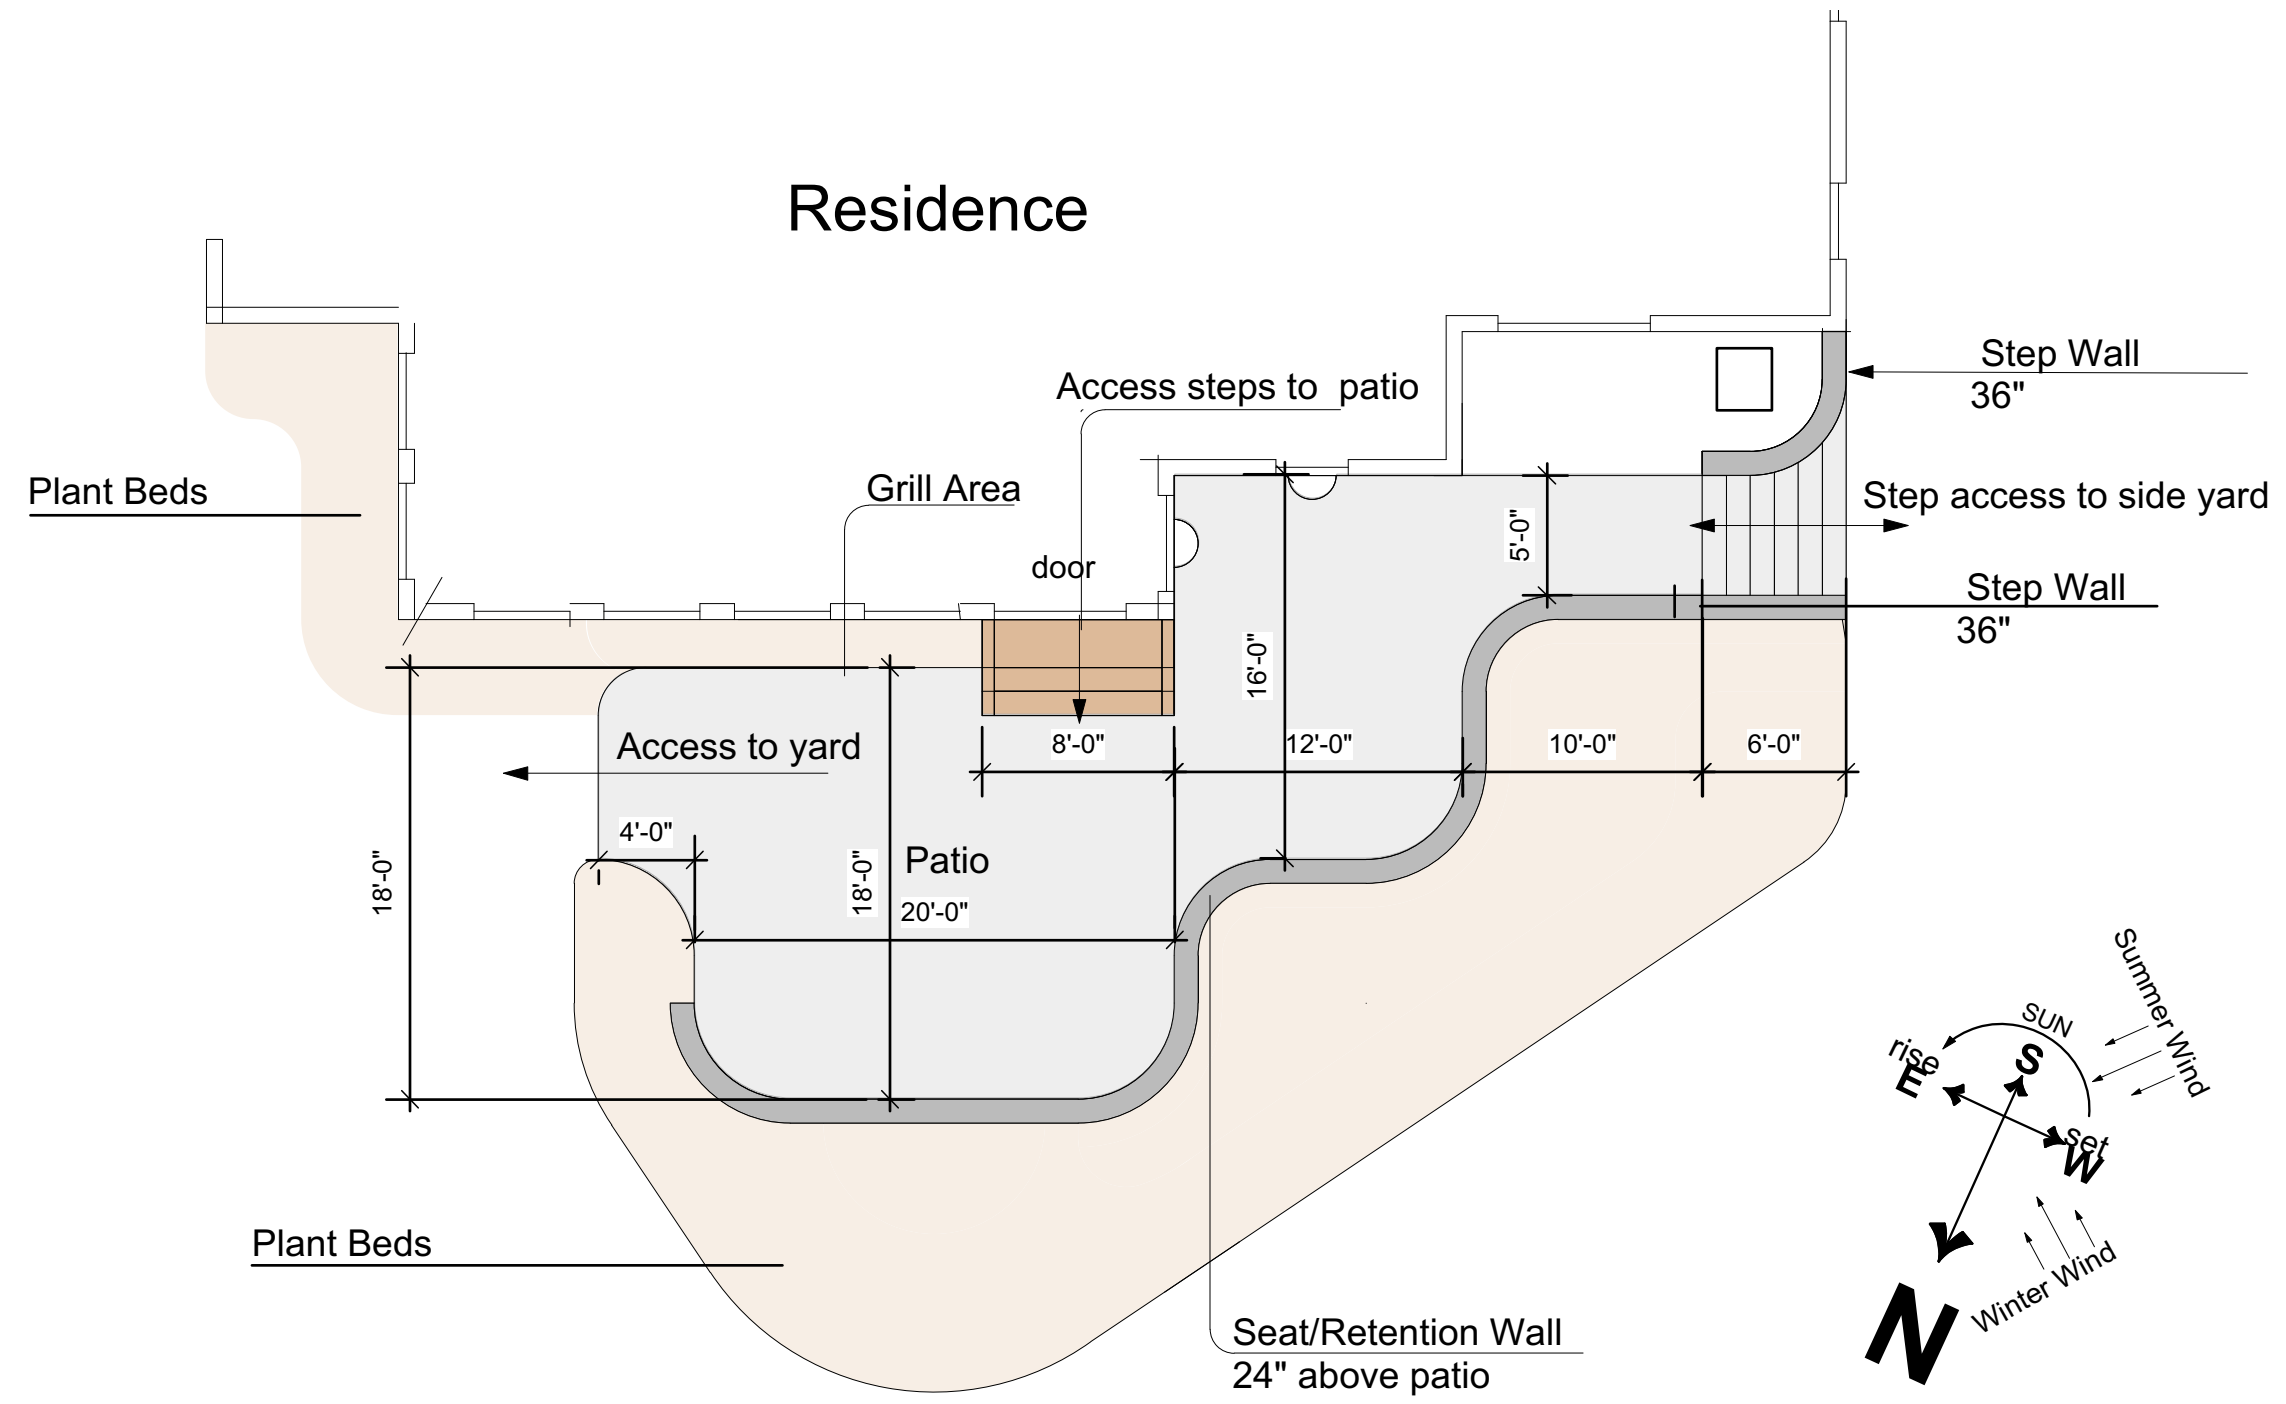 Residence
Step Wall
36"
Access steps to patio
Plant Beds
Grill Area
Step access to side yard
5'-0"
door
Step Wall
36"
16'-0"
Access to yard
8'-0"
12'-0"
10'-0"
6'-0"
4'-0"
18'-0"
18'-0"
Patio
20'-0"
Summer Wind
SUN
rise
S
E
set
W
Plant Beds
Winter Wind
N
Seat/Retention Wall
24" above patio